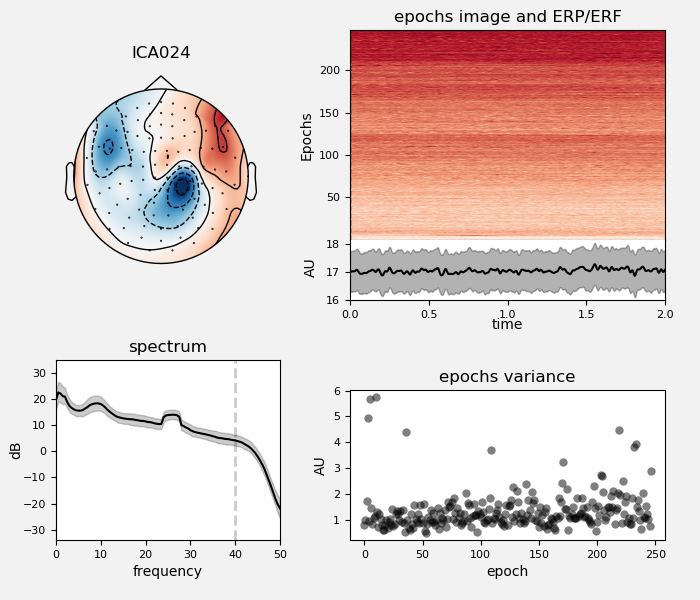 ICA024
epochs image and ERP/ERF
Epochs
200
150
100
50
AU
18
17
16
0.0 0.5 1.0 1.5 2.0
time
spectrum
dB
30
20
10
0
−10
−20
−30
0 10 20 30 40 50
frequency
epochs variance
AU
6
5
4
3
2
1
0 50 100 150 200 250
epoch